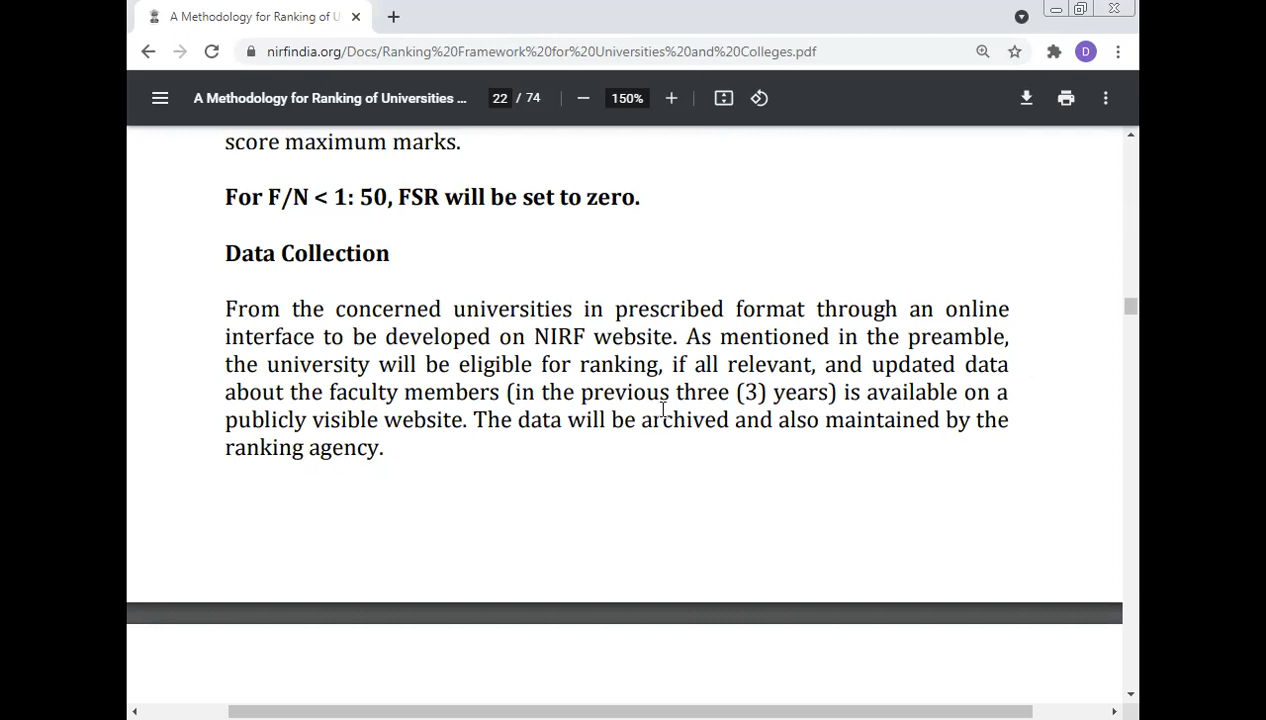 A Methodology for Ranking of U
nirfindia.org/Docs/Ranking%20Framework%20for%20Universities%20and%20Colleges.pdf
D
A Methodology for Ranking of Universities ...
22 / 74
150%
score maximum marks.
For F/N < 1: 50, FSR will be set to zero.
Data Collection
From the concerned universities in prescribed format through an online
interface to be developed on NIRF website. As mentioned in the preamble,
the university will be eligible for ranking, if all relevant, and updated data
about the faculty members (in the previous three (3) years) is available on a
publicly visible website. The data will be archived and also maintained by the
ranking agency.